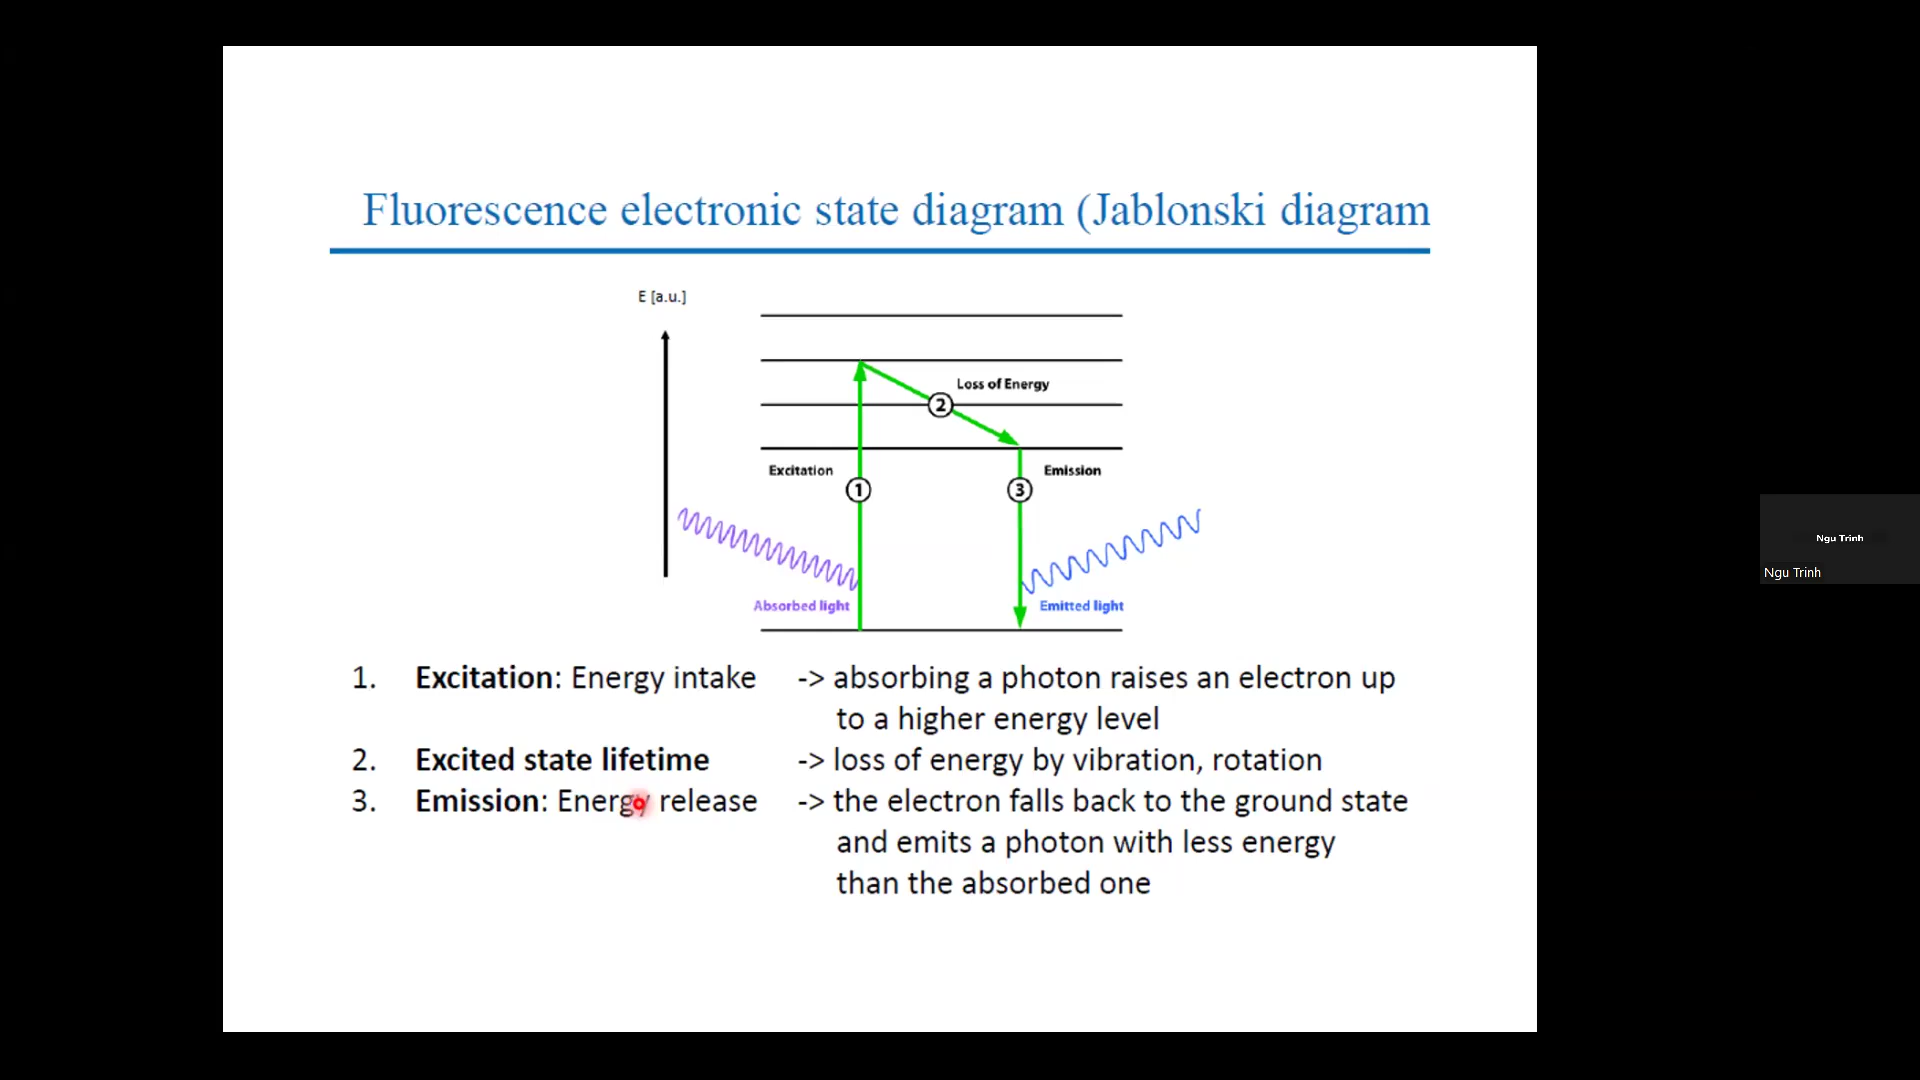 Fluorescence electronic state diagram (Jablonski diagram
E [a.u.]
Loss of Energy
2
Excitation
Emission
1
3
Absorbed light
Emitted light
1. Excitation: Energy intake -> absorbing a photon raises an electron up
to a higher energy level
2. Excited state lifetime -> loss of energy by vibration, rotation
3. Emission: Energy release -> the electron falls back to the ground state
and emits a photon with less energy
than the absorbed one
Ngu Trinh
Ngu Trinh